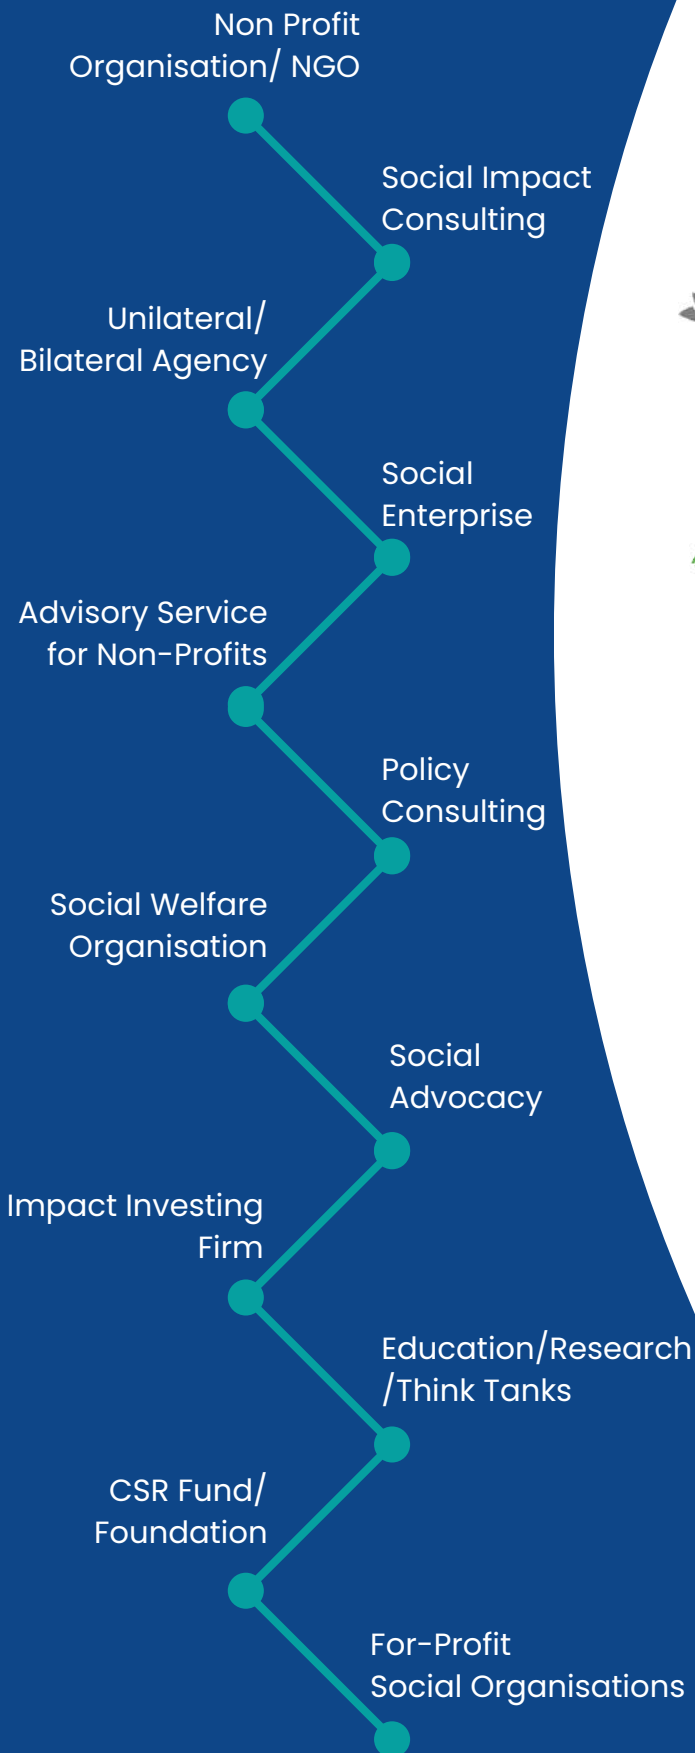 Non Profit
Organisation/ NGO
Social Impact
Consulting
Unilateral/
Bilateral Agency
Social
Enterprise
Advisory Service
for Non-Profits
Policy
Consulting
Social Welfare
Organisation
Social
Advocacy
Impact Investing
Firm
Education/Research
/Think Tanks
CSR Fund/
Foundation
For-Profit
Social Organisations